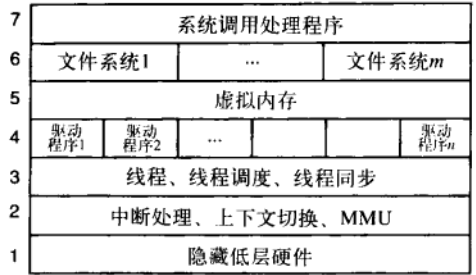 7 系统调用处理程序
6 文件系统1 ... 文件系统m
5 虚拟内存
4 驱动程序1 驱动程序2 ... 驱动程序n
3 线程、线程调度、线程同步
2 中断处理、上下文切换、MMU
1 隐藏低层硬件